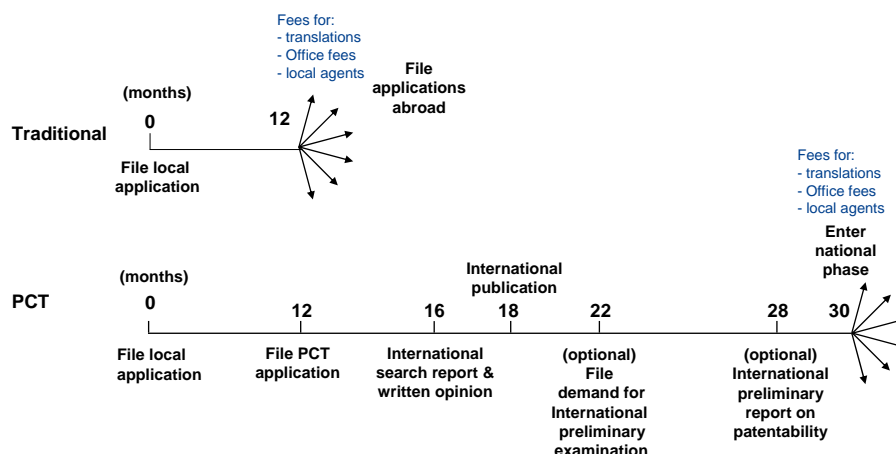 Fees for:
- translations
- Office fees
- local agents
File
applications
abroad
(months)
0
12
Traditional
File local
application
Fees for:
- translations
- Office fees
- local agents
Enter
national
phase
(months)
International
publication
PCT
0
12
16
18
22
28
30
File local
application
File PCT
application
International
search report &
written opinion
(optional)
File
demand for
International
preliminary
examination
(optional)
International
preliminary
report on
patentability